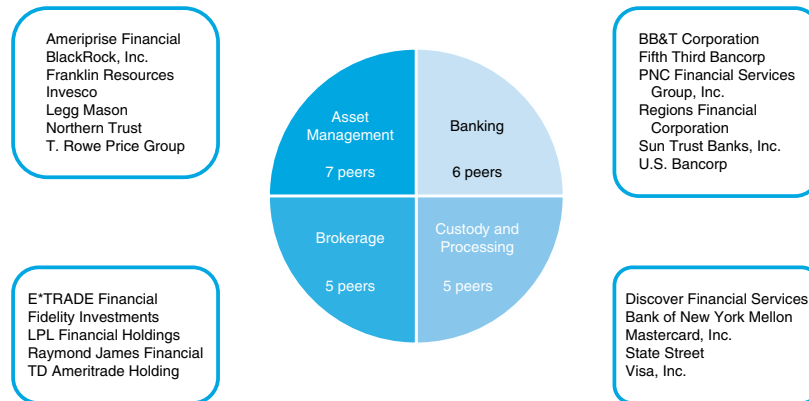 Ameriprise Financial
BlackRock, Inc.
Franklin Resources
Invesco
Legg Mason
Northern Trust
T. Rowe Price Group
Asset
Management
7 peers
Banking
6 peers
BB&T Corporation
Fifth Third Bancorp
PNC Financial Services
Group, Inc.
Regions Financial
Corporation
Sun Trust Banks, Inc.
U.S. Bancorp
E*TRADE Financial
Fidelity Investments
LPL Financial Holdings
Raymond James Financial
TD Ameritrade Holding
Brokerage
5 peers
Custody and
Processing
5 peers
Discover Financial Services
Bank of New York Mellon
Mastercard, Inc.
State Street
Visa, Inc.